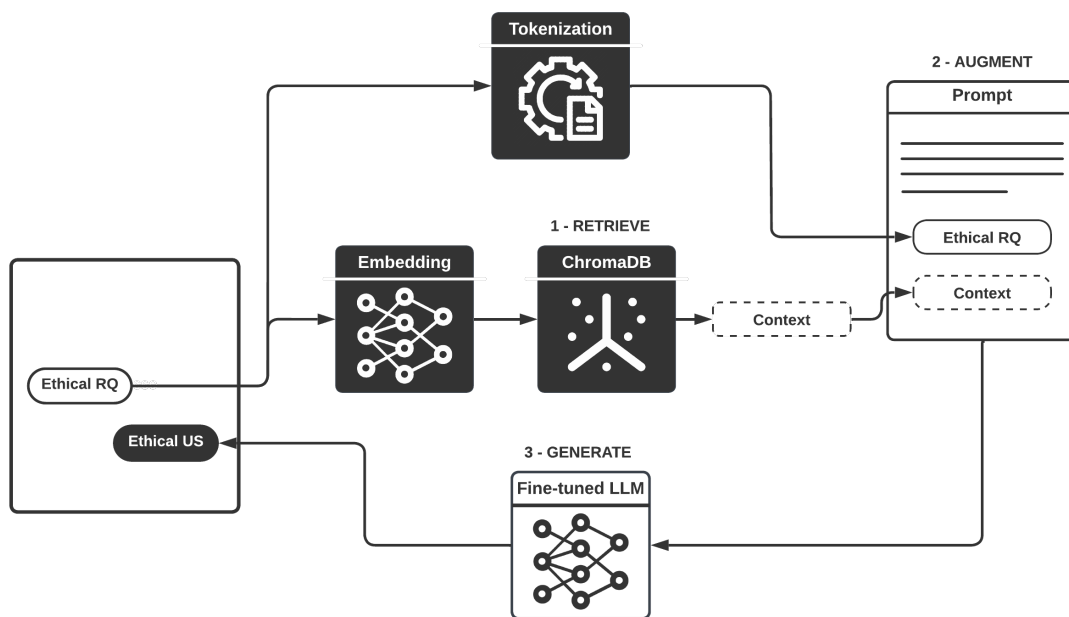 Tokenization
2 - AUGMENT
Prompt
1 - RETRIEVE
Ethical RQ
Embedding
ChromaDB
Context
Context
Ethical RQ
Ethical US
3 - GENERATE
Fine-tuned LLM